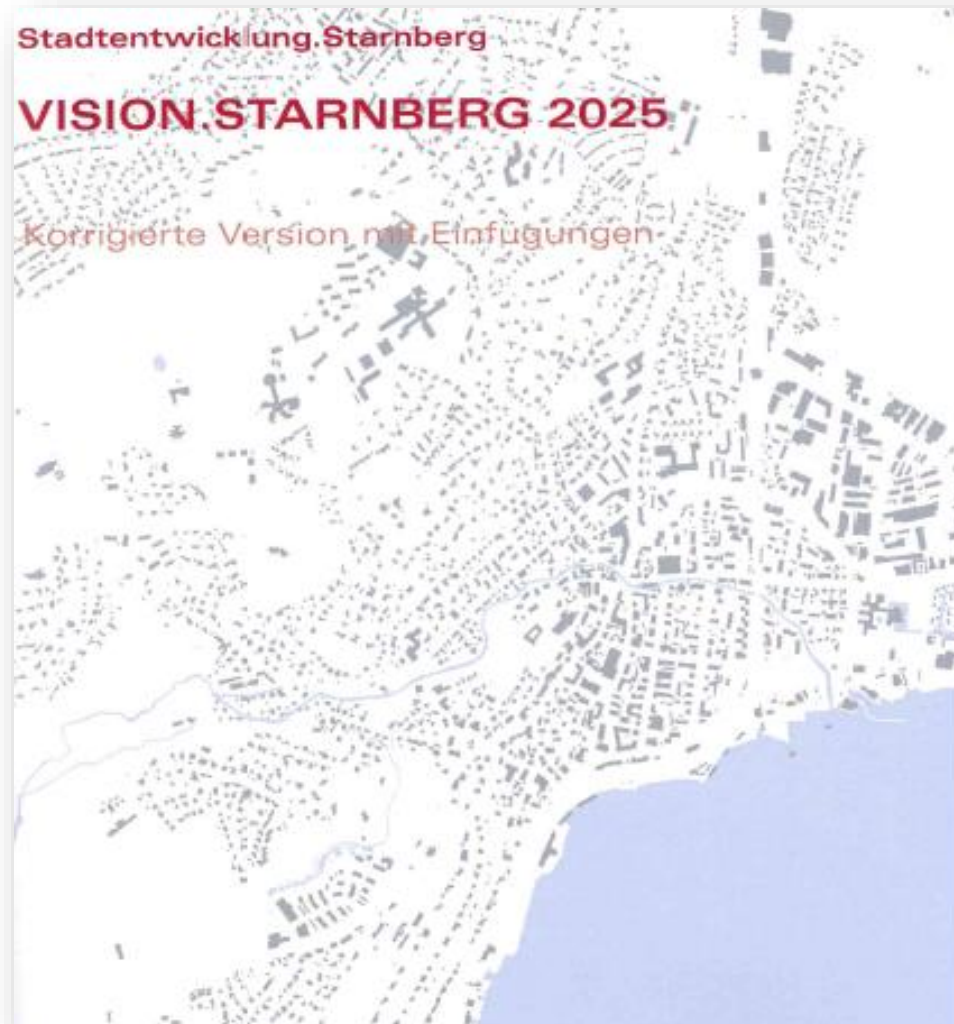 Stadtentwicklung.Starnberg
VISION.STARNBERG 2025
Korrigierte Version mit Einfügungen